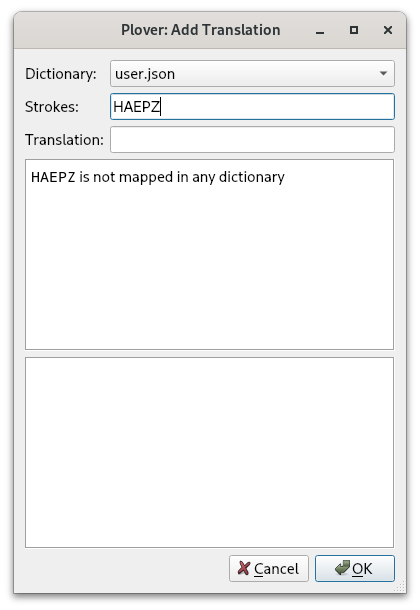 Plover: Add Translation
Dictionary: user.json
Strokes: HAEPZ
Translation:
HAEPZ is not mapped in any dictionary
Cancel OK